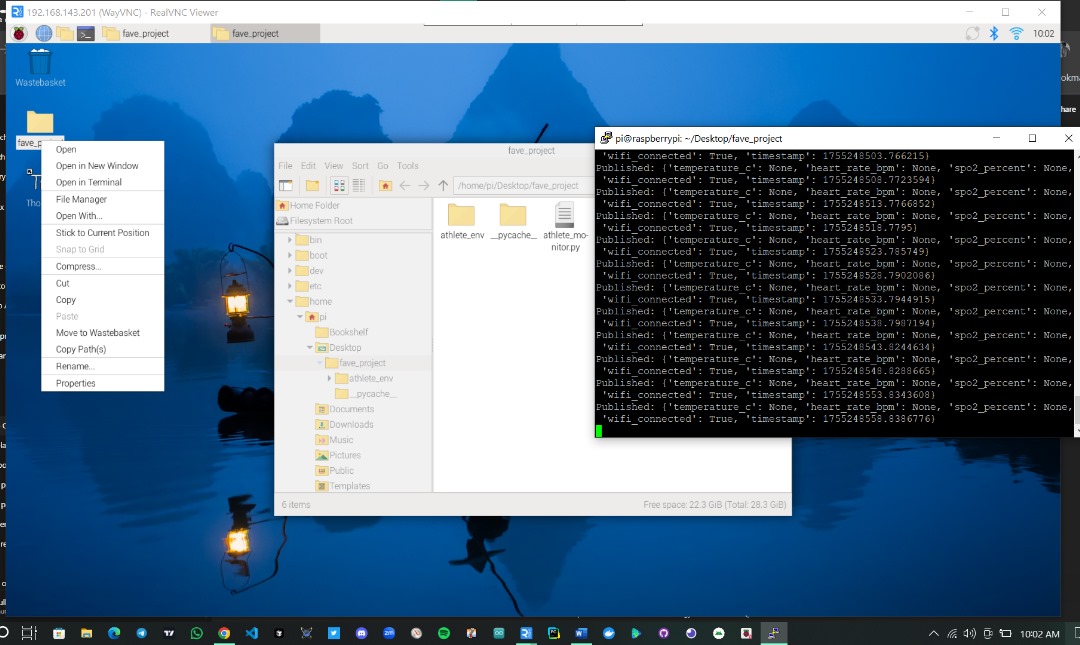 192.168.143.201 (WayVNC) - RealVNC Viewer
fave_project
fave_project
10:02
Wastebasket
Open
Open in New Window
Open in Terminal
File Manager
Open With...
Stick to Current Position
Snap to Grid
Compress...
Cut
Copy
Paste
Move to Wastebasket
Copy Path(s)
Rename...
Properties
fave_project
File Edit View Sort Go Tools
/home/pi/Desktop/fave_project
Home Folder
Filesystem Root
bin
boot
dev
etc
home
pi
Bookshelf
Desktop
fave_project
athlete_env
__pycache__
Documents
Downloads
Music
Pictures
Public
Templates
athlete_env
__pycache__
athlete_mo-
nitor.py
6 items
Free space: 22.3 GiB (Total: 28.3 GiB)
pi@raspberrypi: ~/Desktop/fave_project
'wifi_connected': True, 'timestamp': 1755248503.766215}
Published: {'temperature_c': None, 'heart_rate_bpm': None, 'spo2_percent': None,
'wifi_connected': True, 'timestamp': 1755248508.7723594}
Published: {'temperature_c': None, 'heart_rate_bpm': None, 'spo2_percent': None,
'wifi_connected': True, 'timestamp': 1755248513.7766852}
Published: {'temperature_c': None, 'heart_rate_bpm': None, 'spo2_percent': None,
'wifi_connected': True, 'timestamp': 1755248518.7795}
Published: {'temperature_c': None, 'heart_rate_bpm': None, 'spo2_percent': None,
'wifi_connected': True, 'timestamp': 1755248523.785749}
Published: {'temperature_c': None, 'heart_rate_bpm': None, 'spo2_percent': None,
'wifi_connected': True, 'timestamp': 1755248528.7902086}
Published: {'temperature_c': None, 'heart_rate_bpm': None, 'spo2_percent': None,
'wifi_connected': True, 'timestamp': 1755248533.7944915}
Published: {'temperature_c': None, 'heart_rate_bpm': None, 'spo2_percent': None,
'wifi_connected': True, 'timestamp': 1755248538.7987194}
Published: {'temperature_c': None, 'heart_rate_bpm': None, 'spo2_percent': None,
'wifi_connected': True, 'timestamp': 1755248543.8244634}
Published: {'temperature_c': None, 'heart_rate_bpm': None, 'spo2_percent': None,
'wifi_connected': True, 'timestamp': 1755248548.8288665}
Published: {'temperature_c': None, 'heart_rate_bpm': None, 'spo2_percent': None,
'wifi_connected': True, 'timestamp': 1755248553.8343608}
Published: {'temperature_c': None, 'heart_rate_bpm': None, 'spo2_percent': None,
'wifi_connected': True, 'timestamp': 1755248558.8386776}
10:02 AM